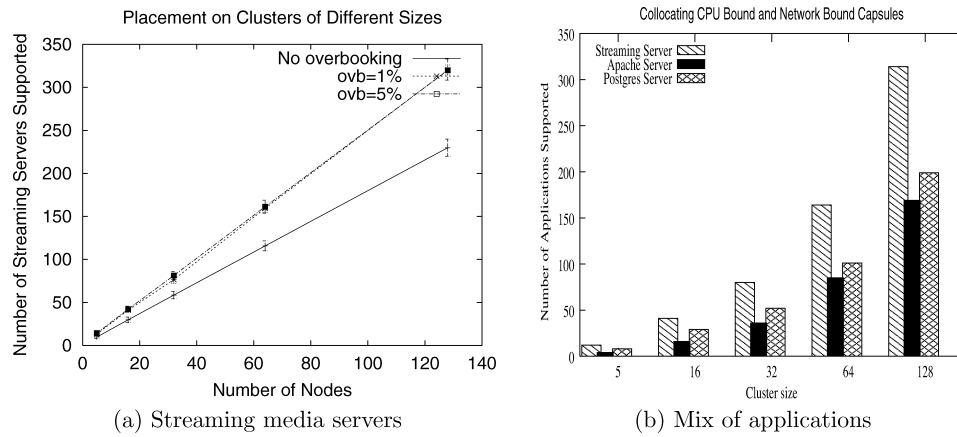 Placement on Clusters of Different Sizes
Number of Streaming Servers Supported
350
300
250
200
150
100
50
0
No overbooking
ovb=1%
ovb=5%
0 20 40 60 80 100 120 140
Number of Nodes
(a) Streaming media servers
Collocating CPU Bound and Network Bound Capsules
Number of Applications Supported
350
300
250
200
150
100
50
0
Streaming Server
Apache Server
Postgres Server
5 16 32 64 128
Cluster size
(b) Mix of applications